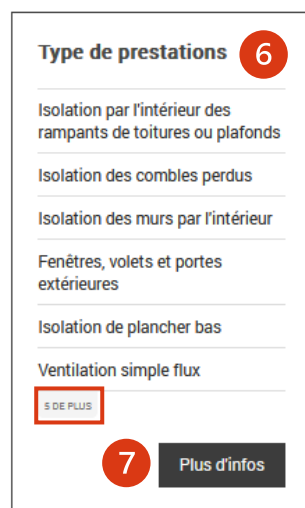 Type de prestations 6
Isolation par l'intérieur des
rampants de toitures ou plafonds
Isolation des combles perdus
Isolation des murs par l'intérieur
Fenêtres, volets et portes
extérieures
Isolation de plancher bas
Ventilation simple flux
5 DE PLUS
7 Plus d'infos